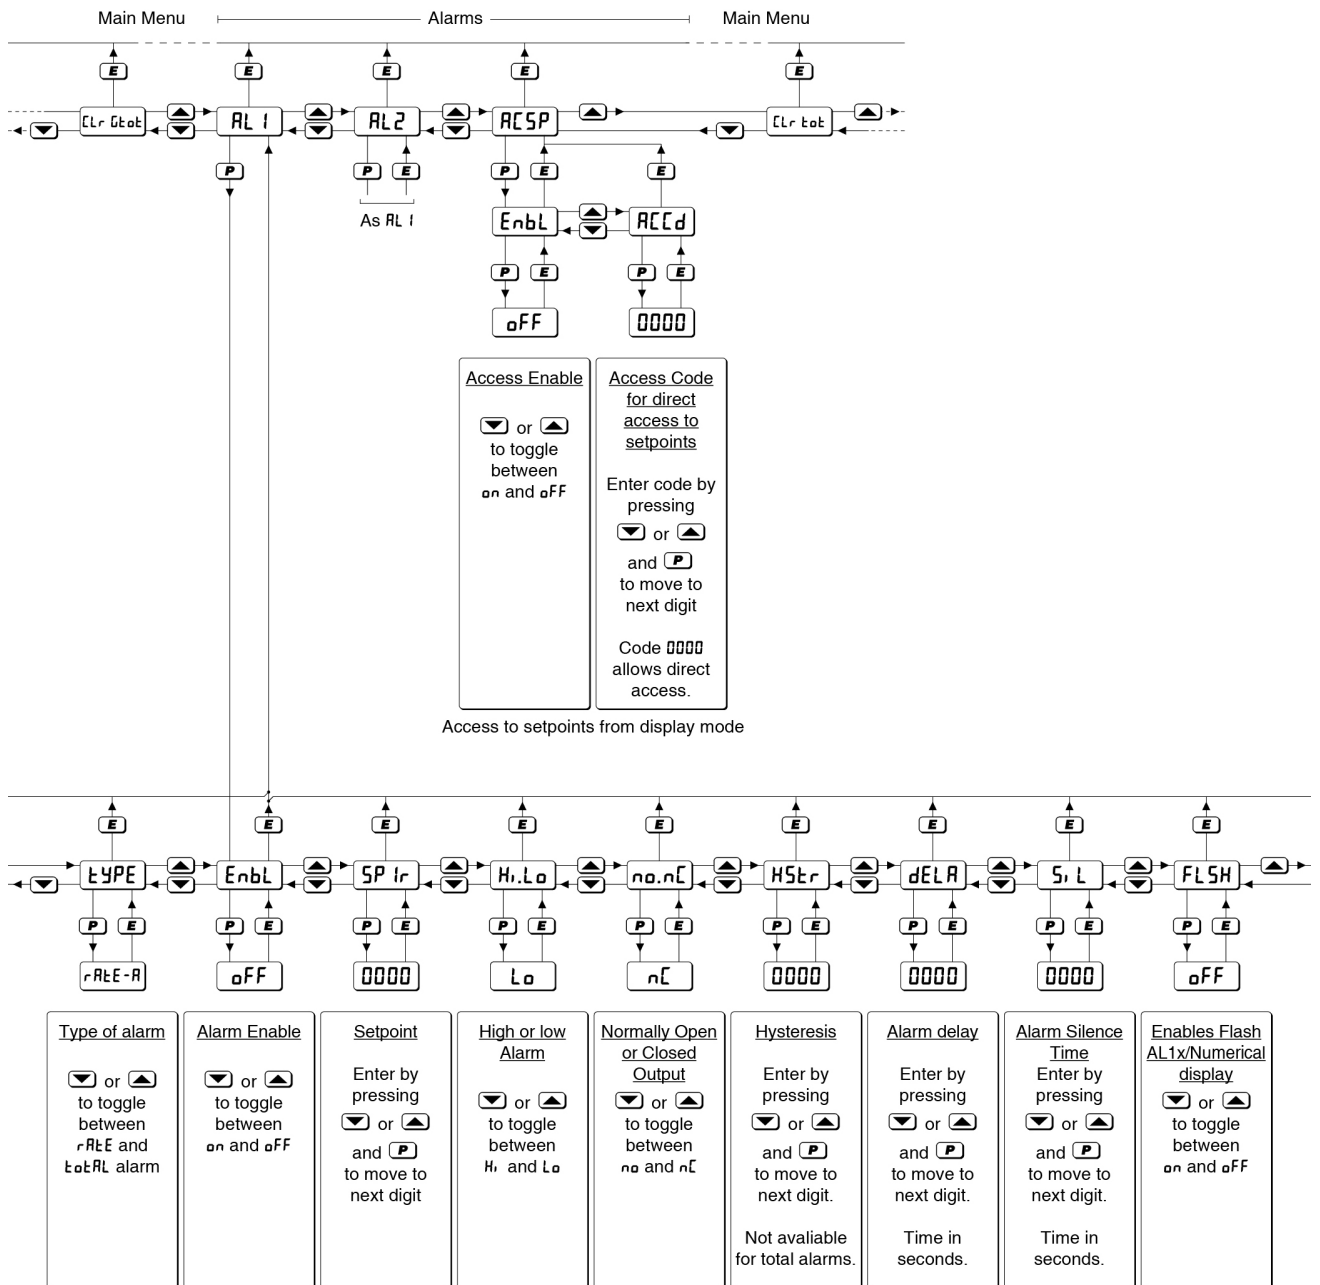 Main Menu Alarms Main Menu
E E E E E
CLr Gtot AL1 AL2 ACSP CLr tot
P P E P E E
As AL1
EnbL ACCd
P E P E
oFF 0000
Access Enable
or
to toggle
between
on and oFF
Access Code
for direct
access to
setpoints
Enter code by
pressing
or
and P
to move to
next digit
Code 0000
allows direct
access.
Access to setpoints from display mode
E E E E E E E E E
tYPE EnbL SP1r Hi.Lo no.nC HStr dELA SiL FLSH
P E P E P E P E P E P E P E P E P E
rAtE-A oFF 0000 Lo nC 0000 0000 0000 oFF
Type of alarm
or
to toggle
between
rAtE and
totAL alarm
Alarm Enable
or
to toggle
between
on and oFF
Setpoint
Enter by
pressing
or
and P
to move to
next digit
High or low
Alarm
or
to toggle
between
Hi and Lo
Normally Open
or Closed
Output
or
to toggle
between
no and nC
Hysteresis
Enter by
pressing
or
and P
to move to
next digit.
Not avaliable
for total alarms.
Alarm delay
Enter by
pressing
or
and P
to move to
next digit.
Time in
seconds.
Alarm Silence
Time
Enter by
pressing
or
and P
to move to
next digit.
Time in
seconds.
Enables Flash
AL1x/Numerical
display
or
to toggle
between
on and oFF